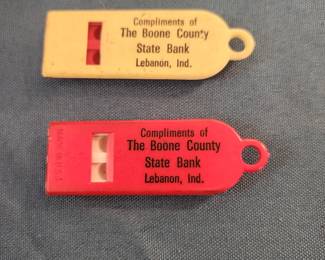 Compliments of
The Boone County
State Bank
Lebanon, Ind.
Compliments of
The Boone County
State Bank
Lebanon, Ind.